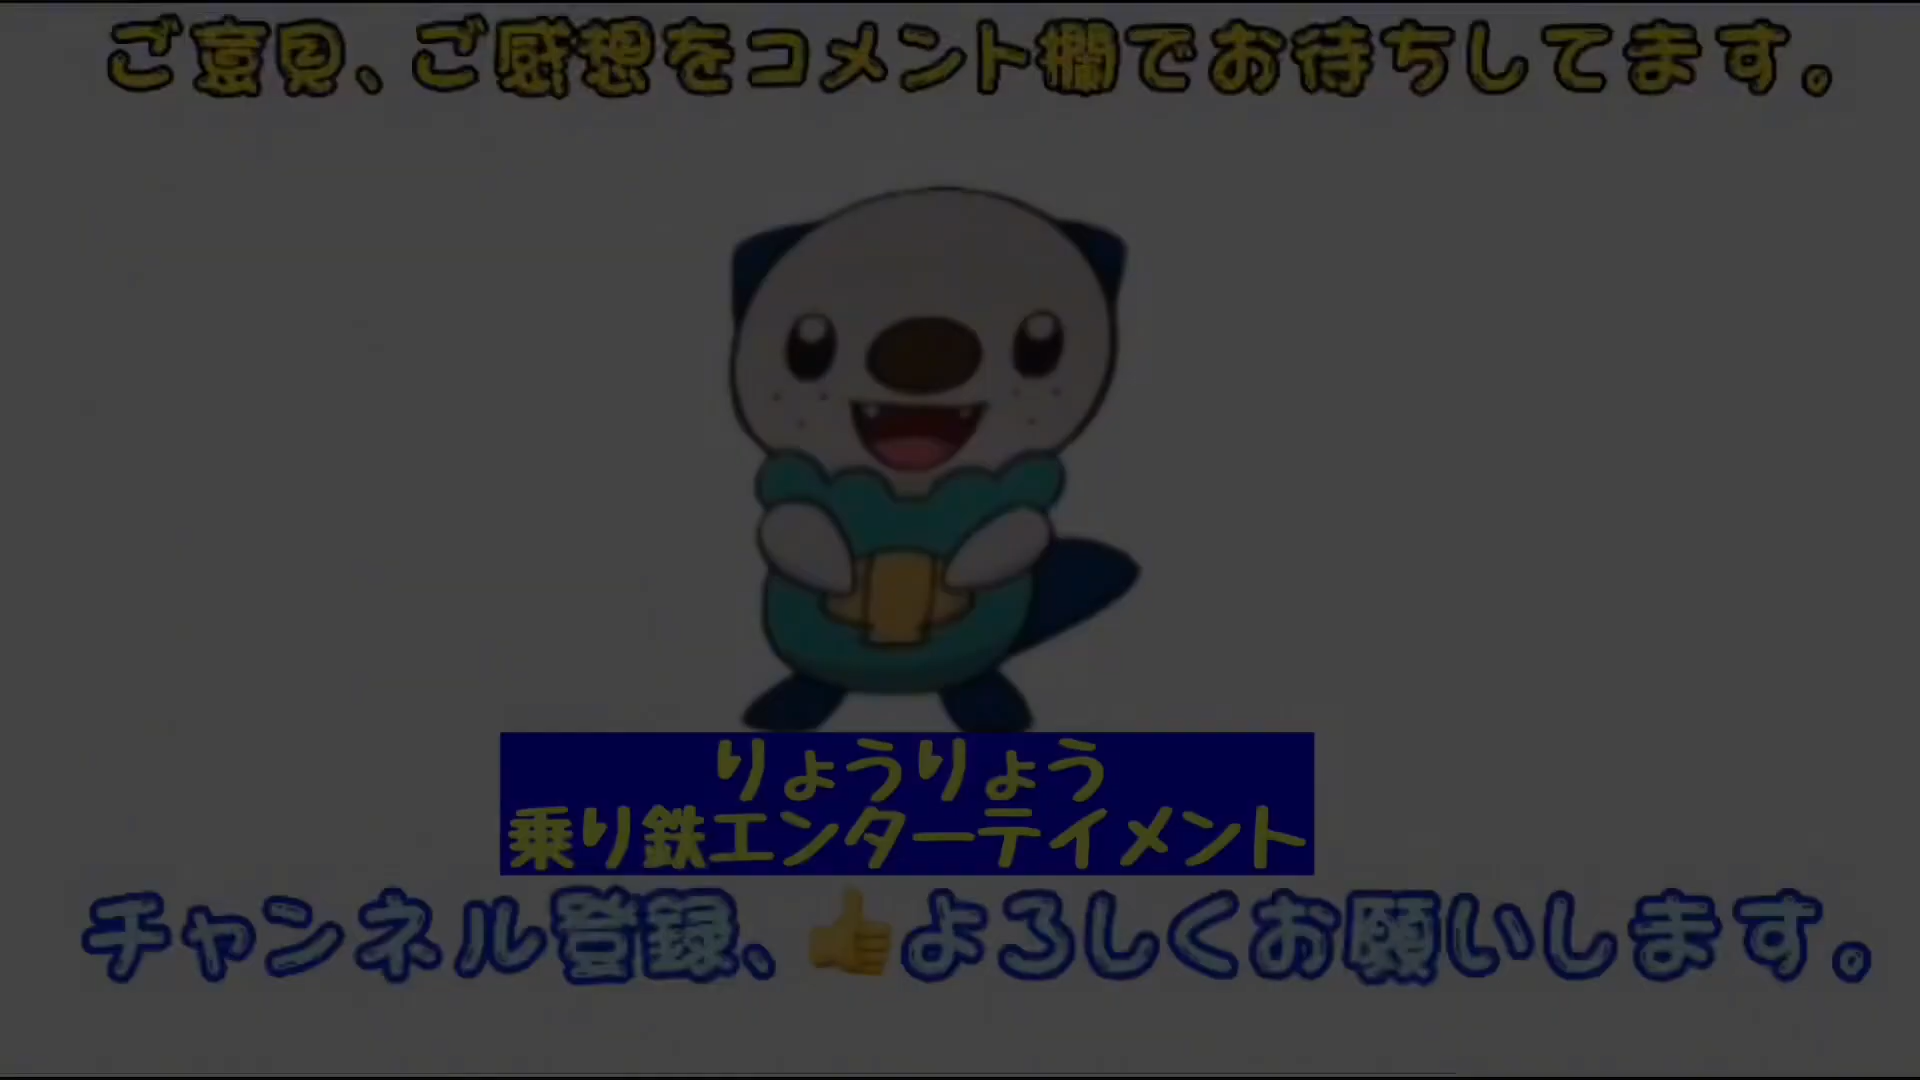 ご意見、ご感想をコメント欄でお待ちしてます。
りょうりょう
乗り鉄エンターテイメント
チャンネル登録、👍よろしくお願いします。